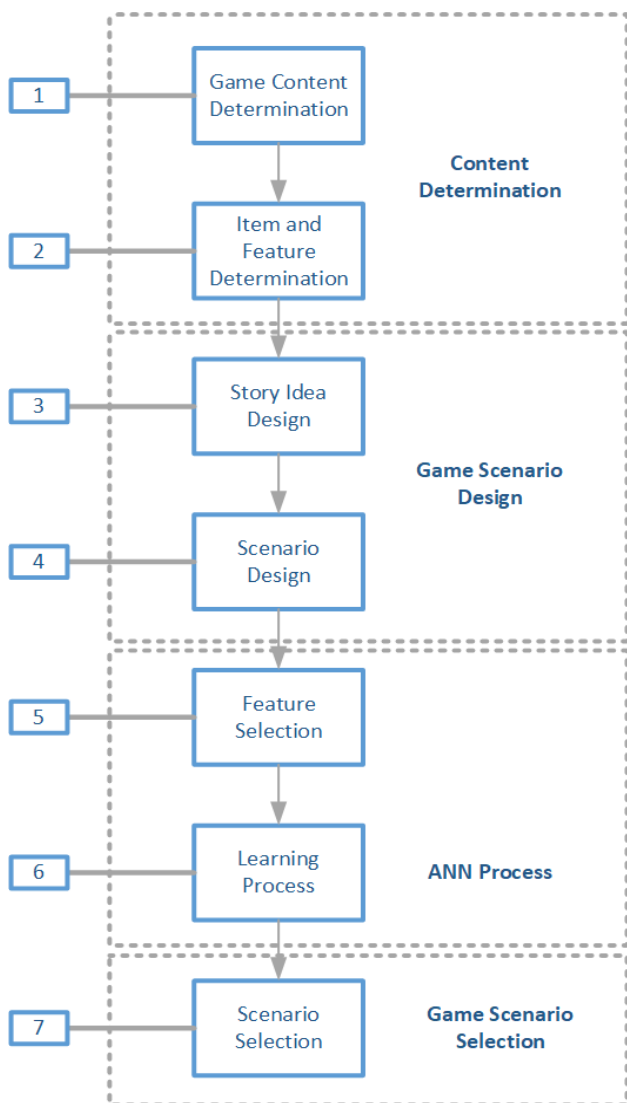 1
Game Content
Determination
Content
Determination
2
Item and
Feature
Determination
3
Story Idea
Design
Game Scenario
Design
4
Scenario
Design
5
Feature
Selection
6
Learning
Process
ANN Process
7
Scenario
Selection
Game Scenario
Selection